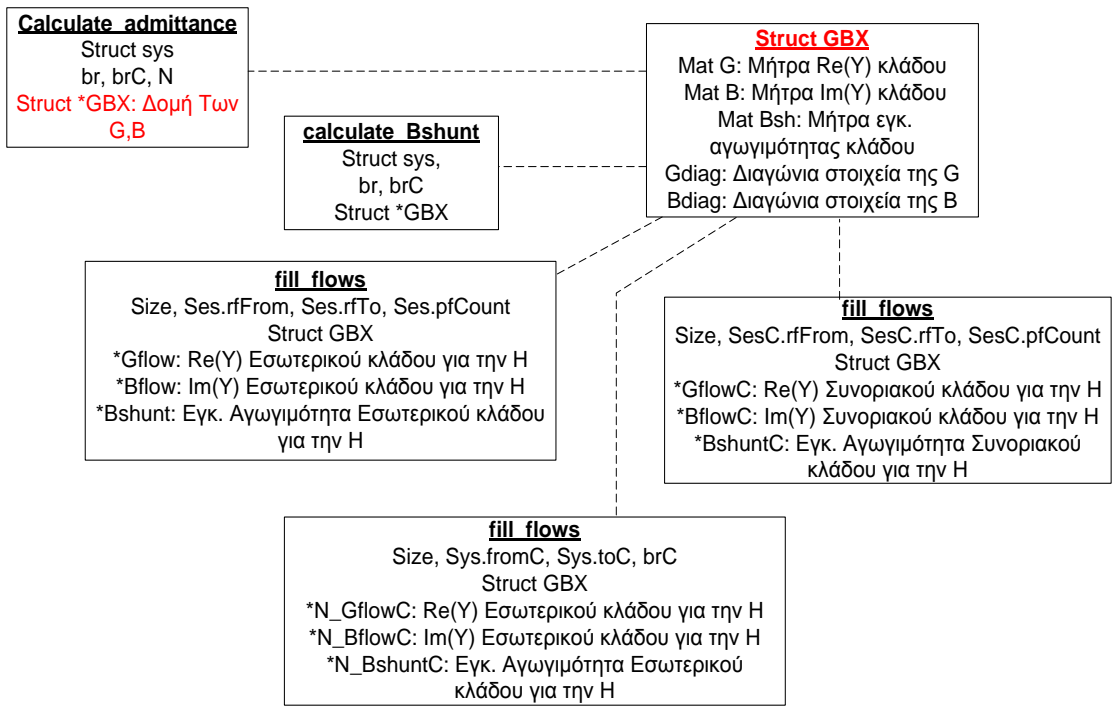 Calculate_admittance
Struct sys
br, brC, N
Struct *GBX: Δομή Των
G,B
Struct GBX
Mat G: Μήτρα Re(Y) κλάδου
Mat B: Μήτρα Im(Y) κλάδου
Mat Bsh: Μήτρα εγκ.
αγωγιμότητας κλάδου
Gdiag: Διαγώνια στοιχεία της G
Bdiag: Διαγώνια στοιχεία της B
calculate_Bshunt
Struct sys,
br, brC
Struct *GBX
fill_flows
Size, Ses.rfFrom, Ses.rfTo, Ses.pfCount
Struct GBX
*Gflow: Re(Y) Εσωτερικού κλάδου για την H
*Bflow: Im(Y) Εσωτερικού κλάδου για την H
*Bshunt: Εγκ. Αγωγιμότητα Εσωτερικού κλάδου
για την H
fill_flows
Size, SesC.rfFrom, SesC.rfTo, SesC.pfCount
Struct GBX
*GflowC: Re(Y) Συνοριακού κλάδου για την H
*BflowC: Im(Y) Συνοριακού κλάδου για την H
*BshuntC: Εγκ. Αγωγιμότητα Συνοριακού
κλάδου για την H
fill_flows
Size, Sys.fromC, Sys.toC, brC
Struct GBX
*N_GflowC: Re(Y) Εσωτερικού κλάδου για την H
*N_BflowC: Im(Y) Εσωτερικού κλάδου για την H
*N_BshuntC: Εγκ. Αγωγιμότητα Εσωτερικού
κλάδου για την H